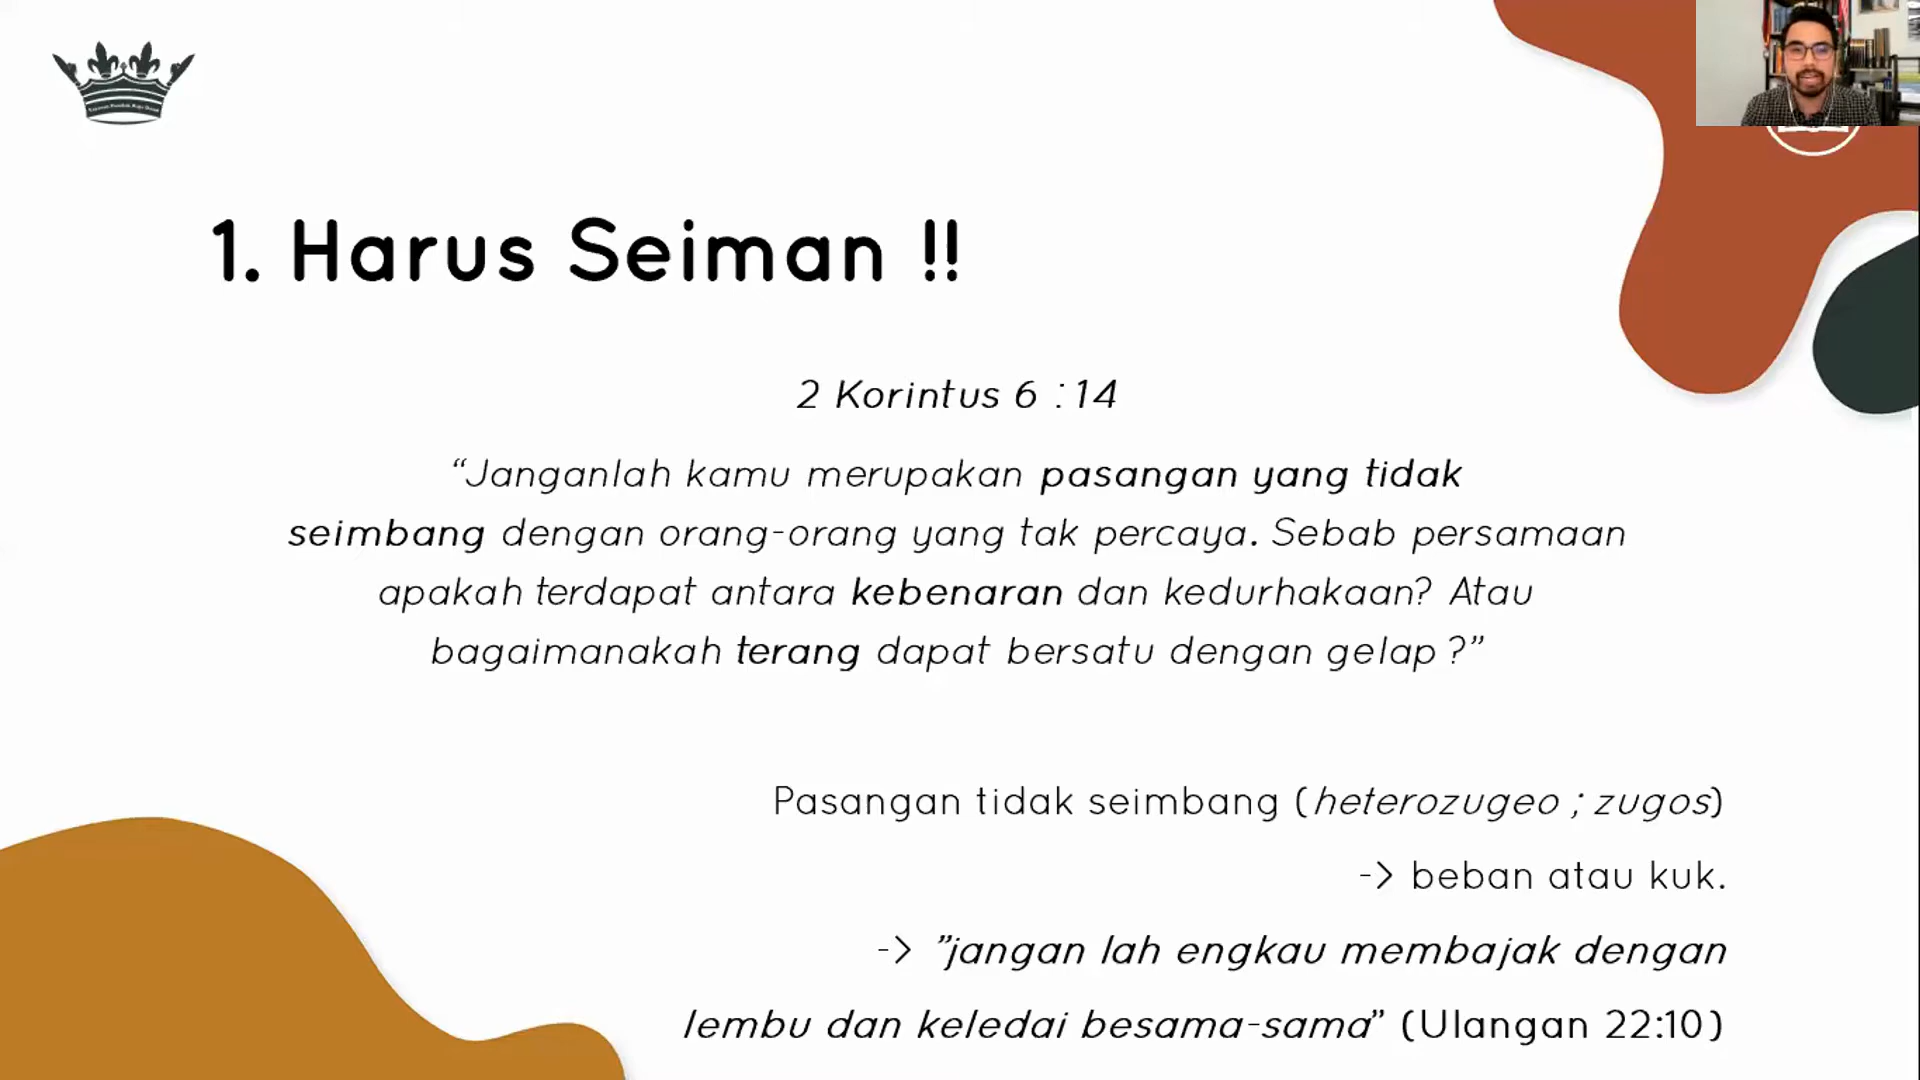 1. Harus Seiman !!
2 Korintus 6 :14
“Janganlah kamu merupakan pasangan yang tidak
seimbang dengan orang-orang yang tak percaya. Sebab persamaan
apakah terdapat antara kebenaran dan kedurhakaan? Atau
bagaimanakah terang dapat bersatu dengan gelap ?”
Pasangan tidak seimbang (heterozugeo ; zugos)
-> beban atau kuk.
-> ”jangan lah engkau membajak dengan
lembu dan keledai besama-sama” (Ulangan 22:10)